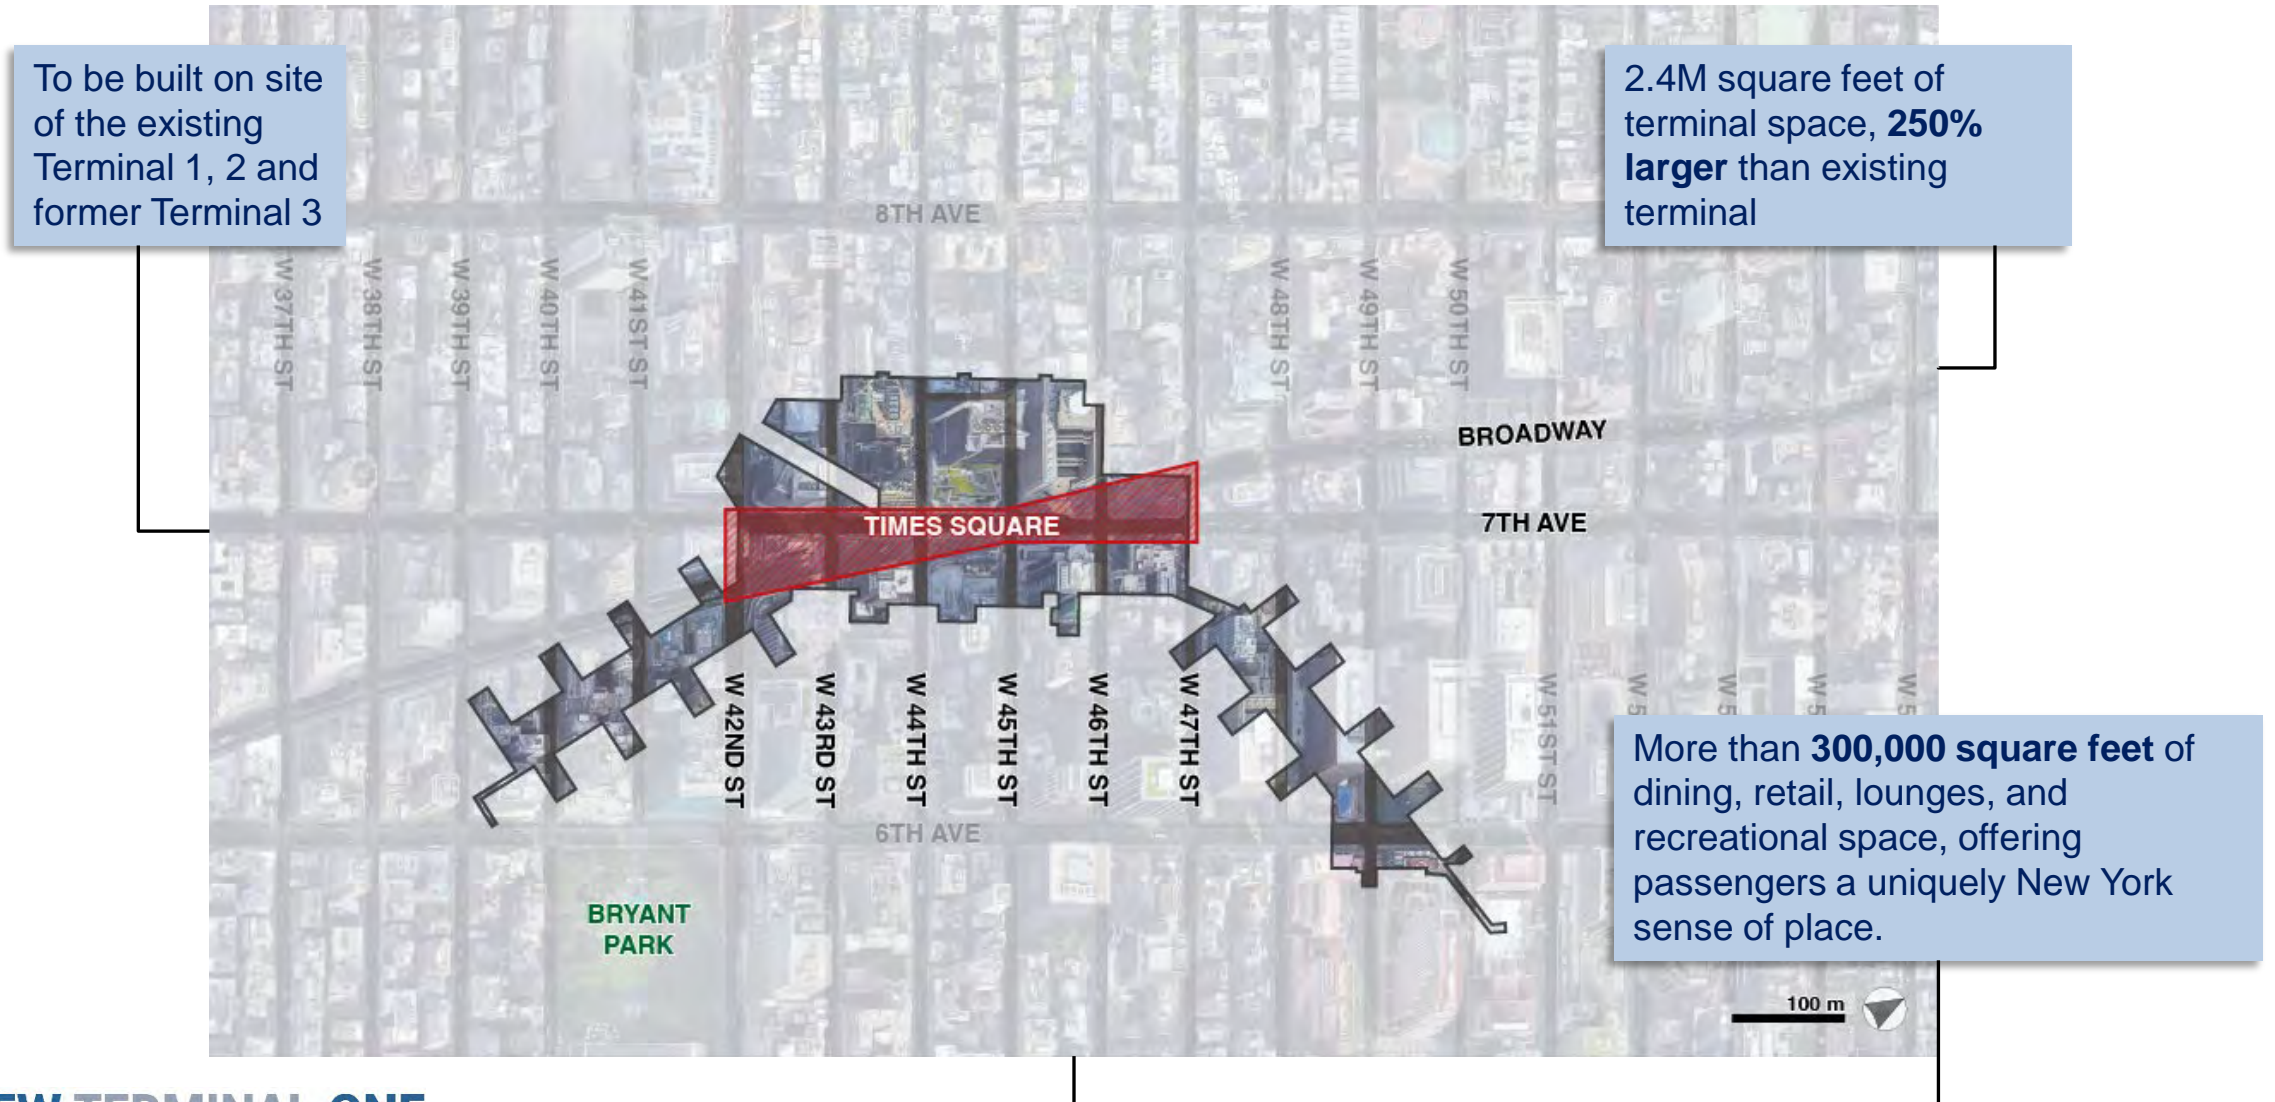 To be built on site
of the existing
Terminal 1, 2 and
former Terminal 3
2.4M square feet of
terminal space, 250%
larger than existing
terminal
8TH AVE
W 37TH ST
W 38TH ST
W 39TH ST
W 40TH ST
W 41ST ST
W 48TH ST
W 49TH ST
W 50TH ST
BROADWAY
7TH AVE
TIMES SQUARE
W 42ND ST
W 43RD ST
W 44TH ST
W 45TH ST
W 46TH ST
W 47TH ST
W 51ST ST
6TH AVE
More than 300,000 square feet of
dining, retail, lounges, and
recreational space, offering
passengers a uniquely New York
sense of place.
BRYANT
PARK
100 m
TERMINAL ONE